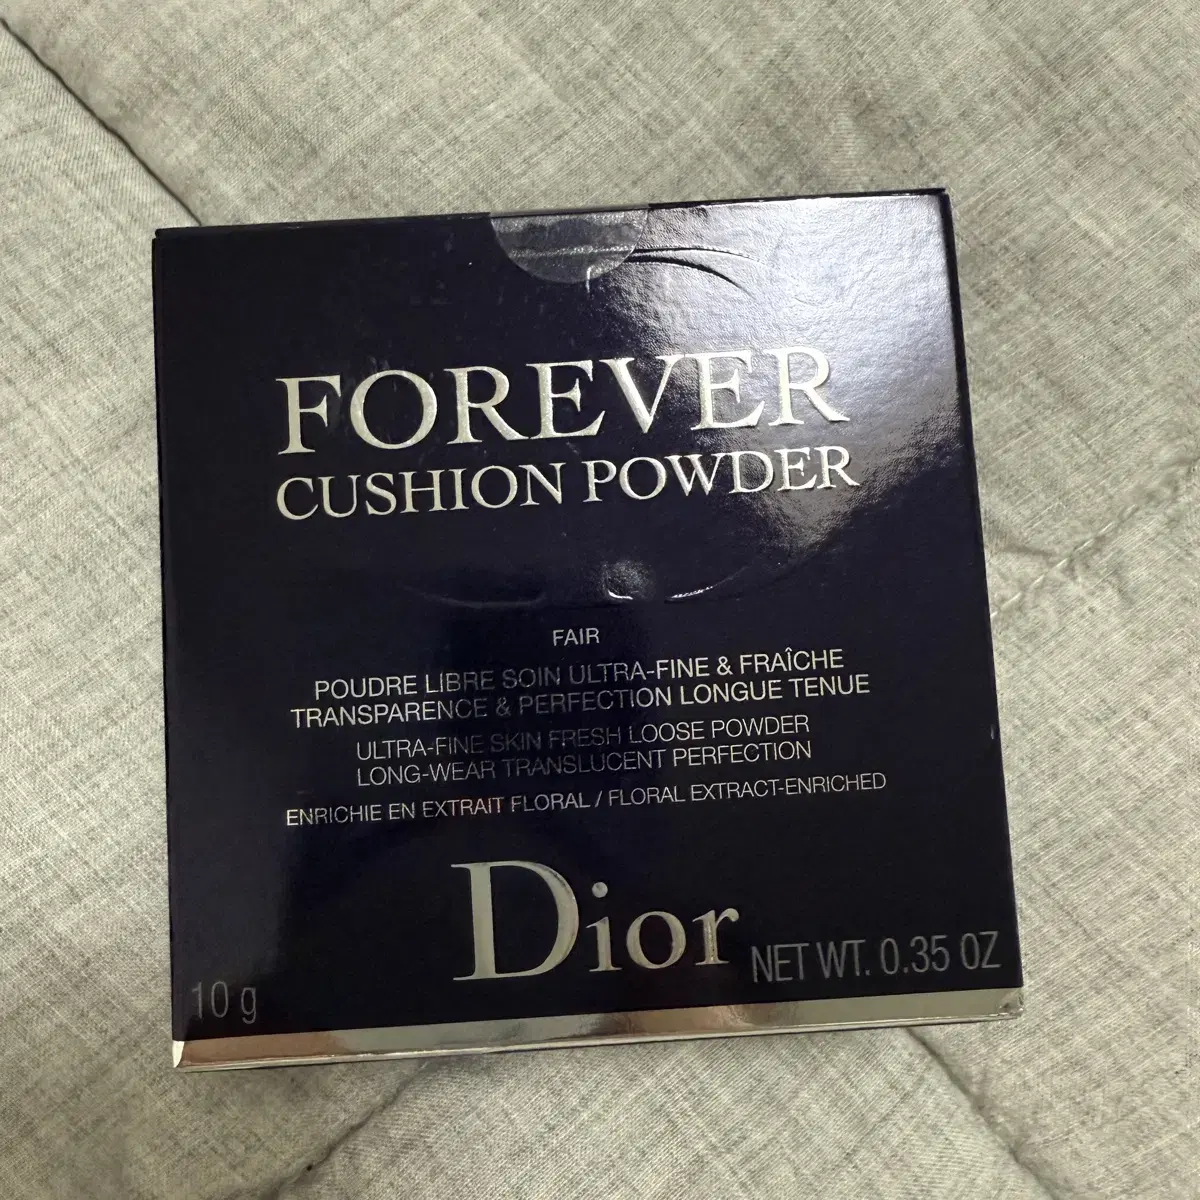 FOREVER
CUSHION POWDER
FAIR
POUDRE LIBRE SOIN ULTRA-FINE & FRAÎCHE
TRANSPARENCE & PERFECTION LONGUE TENUE
ULTRA-FINE SKIN FRESH LOOSE POWDER
LONG-WEAR TRANSLUCENT PERFECTION
ENRICHIE EN EXTRAIT FLORAL / FLORAL EXTRACT-ENRICHED
Dior
10 g
NET WT. 0.35 OZ